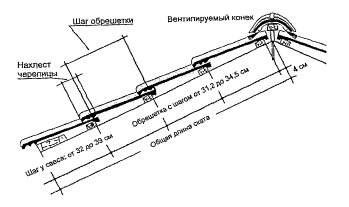 Шаг обрешетки
Вентилируемый конек
Нахлест
черепицы
Обрешетка с шагом от 31,2 до 34,5 см
4 см
Шаг у свеса: от 32 до 39 см
Общая длина ската